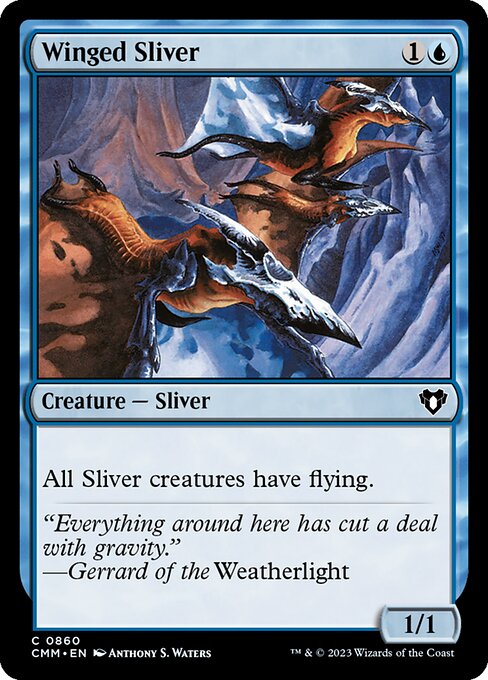 Winged Sliver 1
Creature — Sliver
All Sliver creatures have flying.
“Everything around here has cut a deal
with gravity.”
—Gerrard of the Weatherlight
1/1
C 0860
CMM • EN Anthony S. Waters
™ & © 2023 Wizards of the Coast